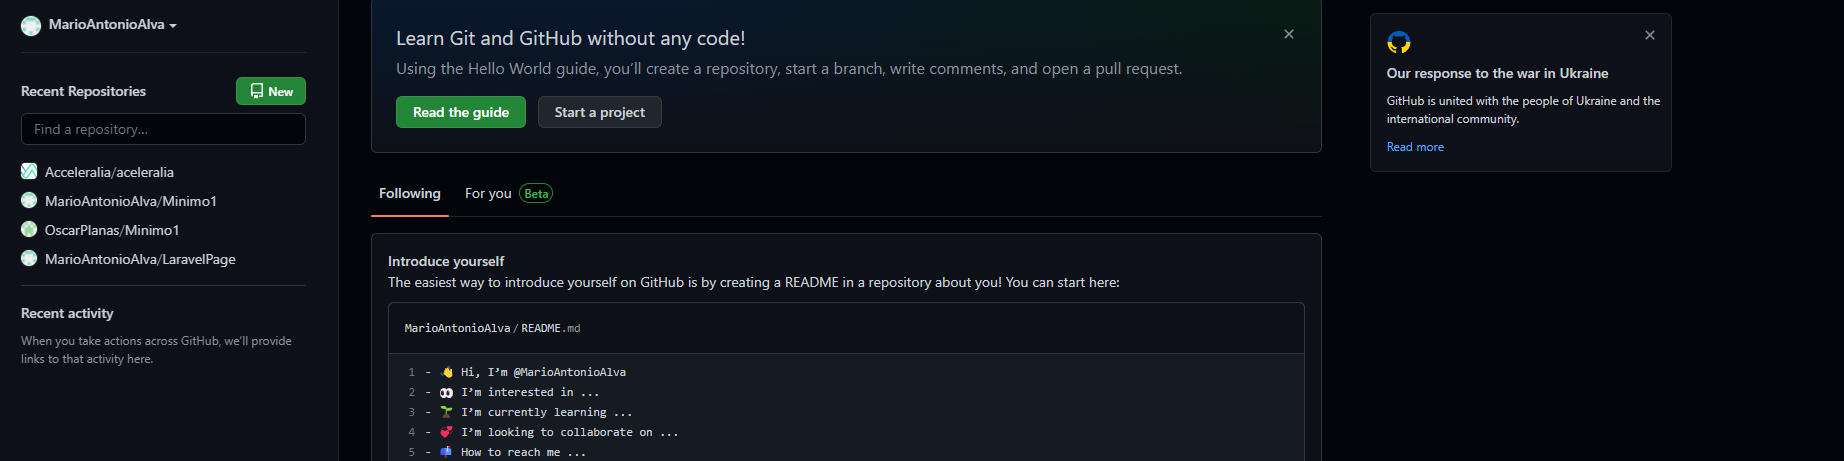 MarioAntonioAlva
Recent Repositories
New
Find a repository...
Acceleralia/aceleralia
MarioAntonioAlva/Minimo1
OscarPlanas/Minimo1
MarioAntonioAlva/LaravelPage
Recent activity
When you take actions across GitHub, we'll provide
links to that activity here.
Learn Git and GitHub without any code!
Using the Hello World guide, you'll create a repository, start a branch, write comments, and open a pull request.
Read the guide
Start a project
Following
For you Beta
Introduce yourself
The easiest way to introduce yourself on GitHub is by creating a README in a repository about you! You can start here:
MarioAntonioAlva/README.md
1 - 👋 Hi, I'm @MarioAntonioAlva
2 - 👀 I'm interested in ...
3 - 🌱 I'm currently learning ...
4 - 💞️ I'm looking to collaborate on ...
5 - 📫 How to reach me ...
Our response to the war in Ukraine
GitHub is united with the people of Ukraine and the
international community.
Read more